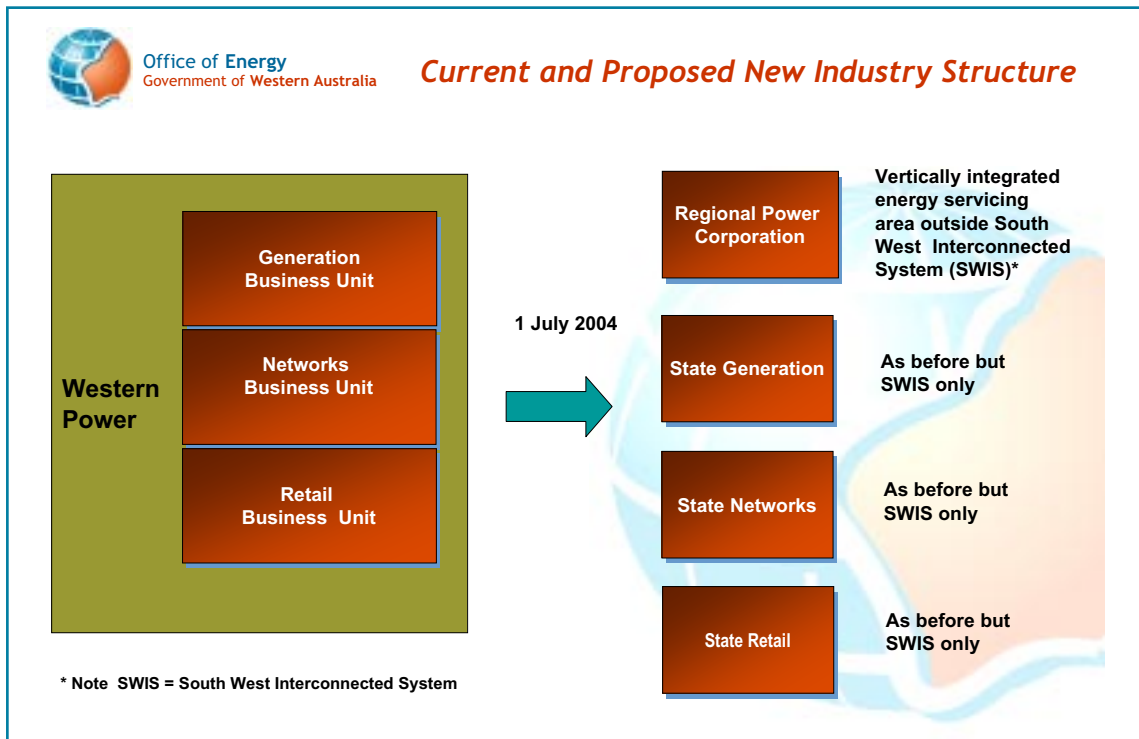 Office of Energy
Government of Western Australia
Current and Proposed New Industry Structure
Western
Power
Generation
Business Unit
Networks
Business Unit
Retail
Business Unit
1 July 2004
Regional Power
Corporation
Vertically integrated
energy servicing
area outside South
West Interconnected
System (SWIS)*
State Generation
As before but
SWIS only
State Networks
As before but
SWIS only
State Retail
As before but
SWIS only
* Note SWIS = South West Interconnected System